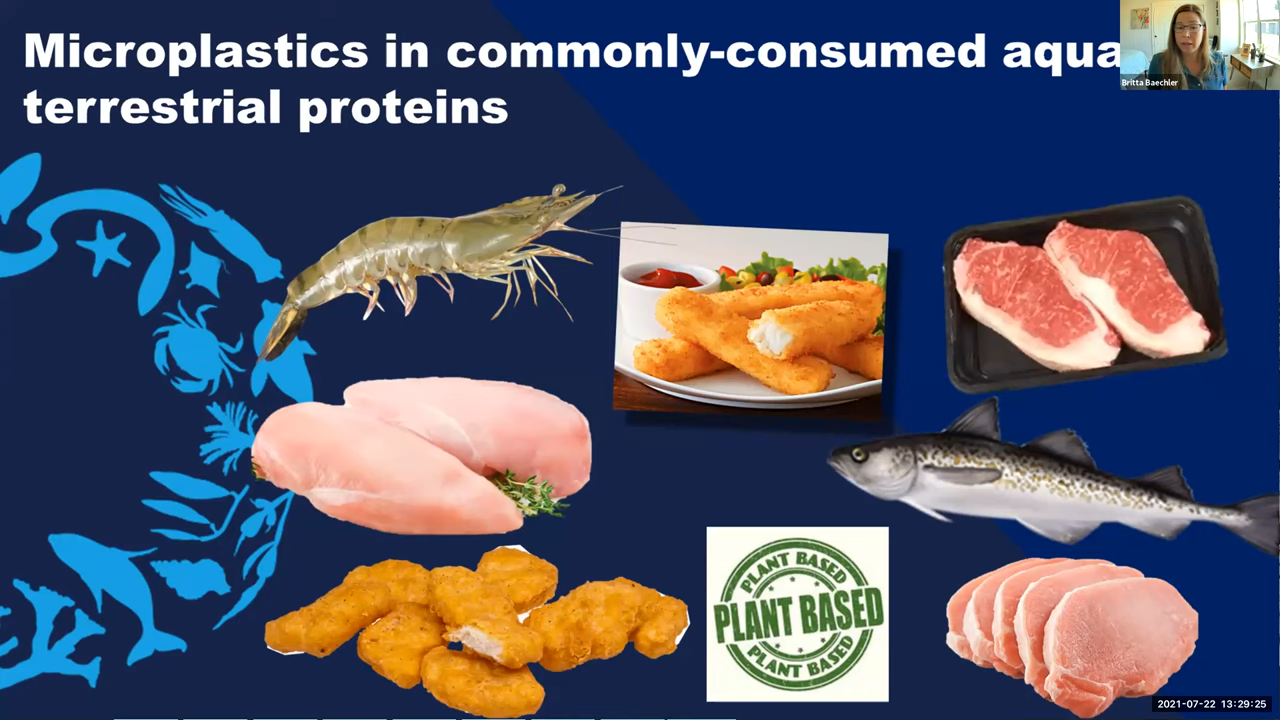 Microplastics in commonly-consumed aqua
terrestrial proteins
Britta Baechler
PLANT BASED
PLANT BASED
PLANT BASED
2021-07-22 13:29:25